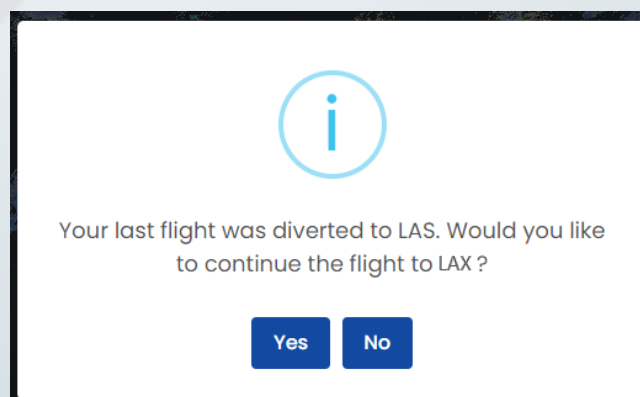 i
Your last flight was diverted to LAS. Would you like
to continue the flight to LAX ?
Yes No